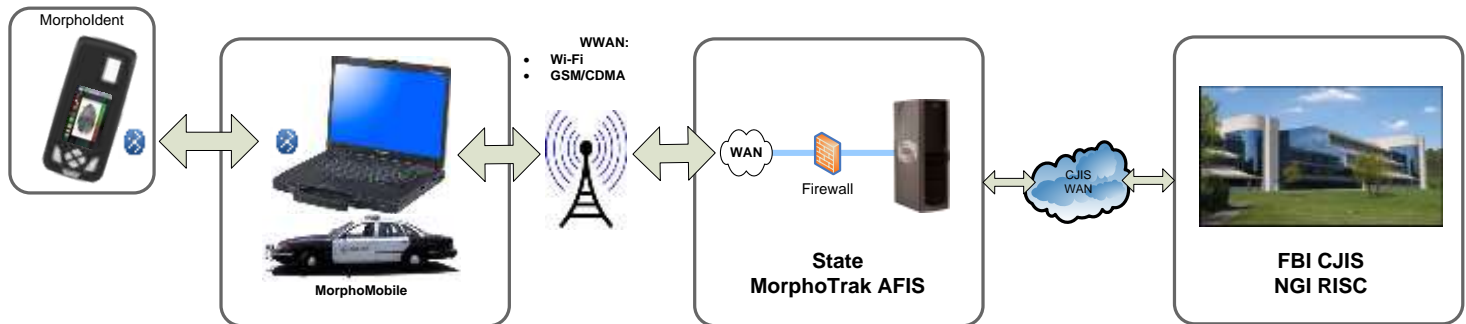 MorphoIdent
WWAN:
• Wi-Fi
• GSM/CDMA
MorphoMobile
WAN
Firewall
State
MorphoTrak AFIS
CJIS
WAN
FBI CJIS
NGI RISC